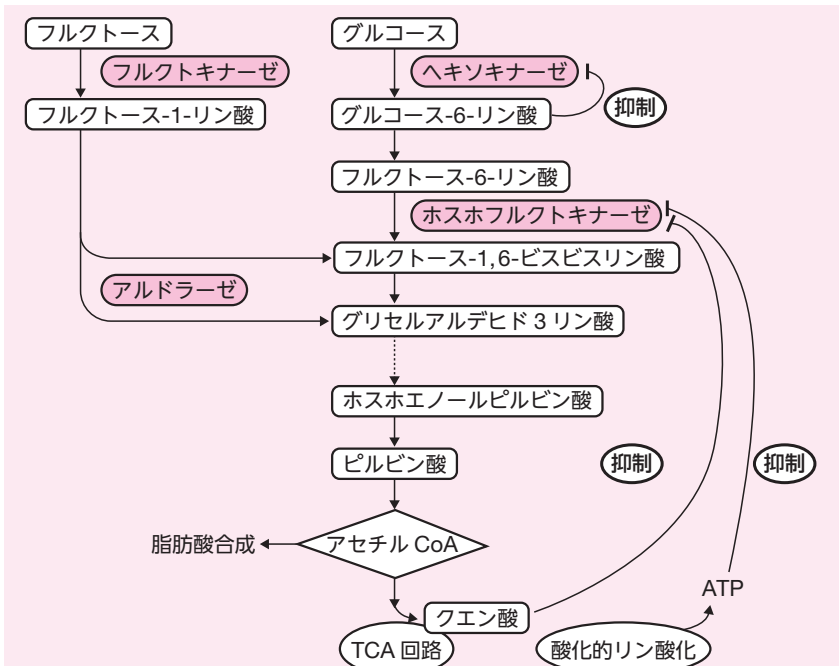 フルクトース
グルコース
フルクトキナーゼ
ヘキソキナーゼ
フルクトース-1-リン酸
グルコース-6-リン酸
抑制
フルクトース-6-リン酸
ホスホフルクトキナーゼ
フルクトース-1,6-ビスビスリン酸
アルドラーゼ
グリセルアルデヒド 3 リン酸
ホスホエノールピルビン酸
ピルビン酸
抑制
抑制
脂肪酸合成
アセチル CoA
ATP
クエン酸
TCA 回路
酸化的リン酸化